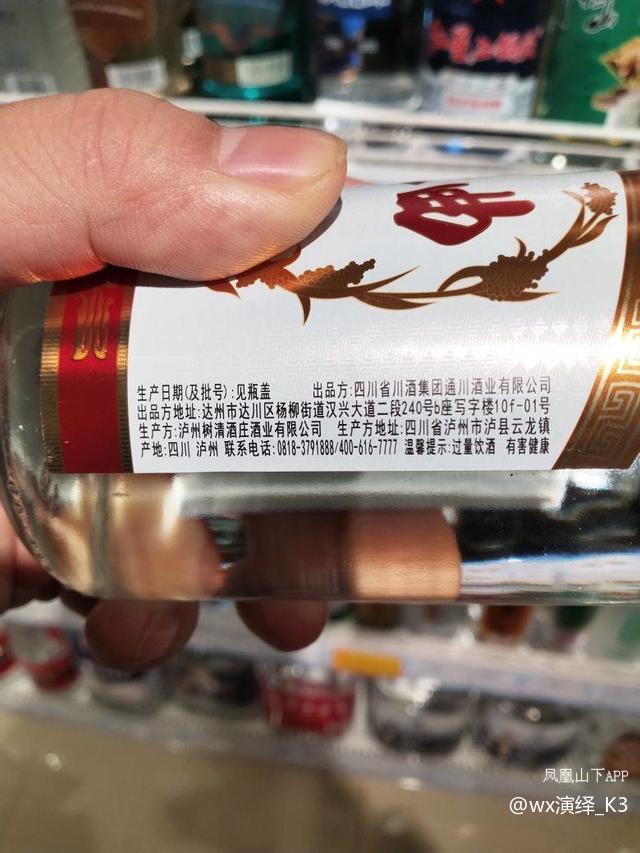 生产日期(及批号):见瓶盖 出品方:四川省川酒集团通川酒业有限公司
出品方地址:达州市达川区杨柳街道汉兴大道二段240号b座写字楼10f-01号
生产方:泸州树清酒庄酒业有限公司 生产方地址:四川省泸州市泸县云龙镇
产地:四川 泸州 联系电话:0818-3791888/400-616-7777 温馨提示:过量饮酒 有害健康
凤凰山下APP
@wx演绎_K3